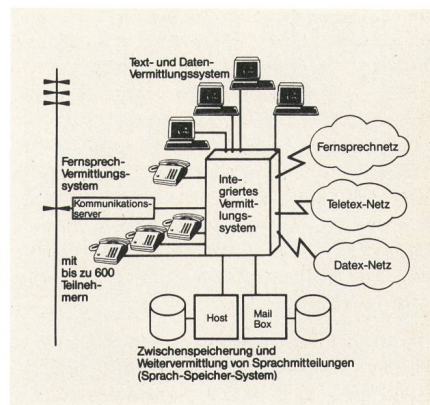 Text- und Daten-
Vermittlungssystem
Fernsprech-
Vermittlungs-
system
Kommunikations-
server
mit
bis zu 600
Teilneh-
mern
Inte-
griertes
Vermitt-
lungs-
system
Fernsprechnetz
Teletex-Netz
Datex-Netz
Host
Mail
Box
Zwischenspeicherung und
Weitervermittlung von Sprachmitteilungen
(Sprach-Speicher-System)